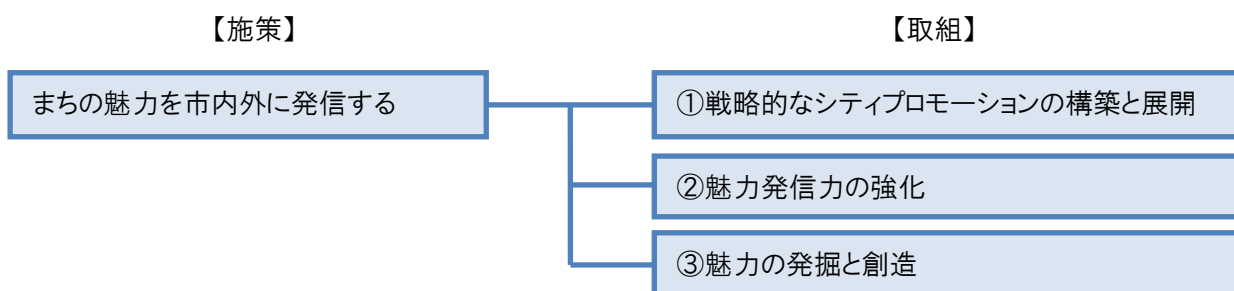 【施策】
【取組】
まちの魅力を市内外に発信する
①戦略的なシティプロモーションの構築と展開
②魅力発信力の強化
③魅力の発掘と創造